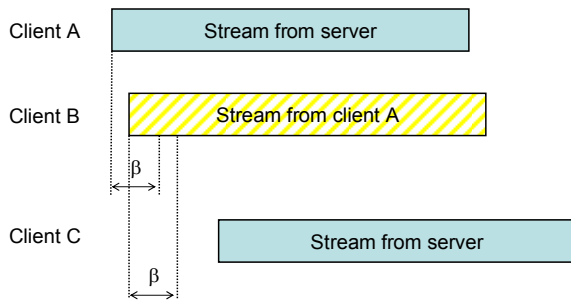 Client A
Stream from server
Client B
Stream from client A
β
Client C
Stream from server
β